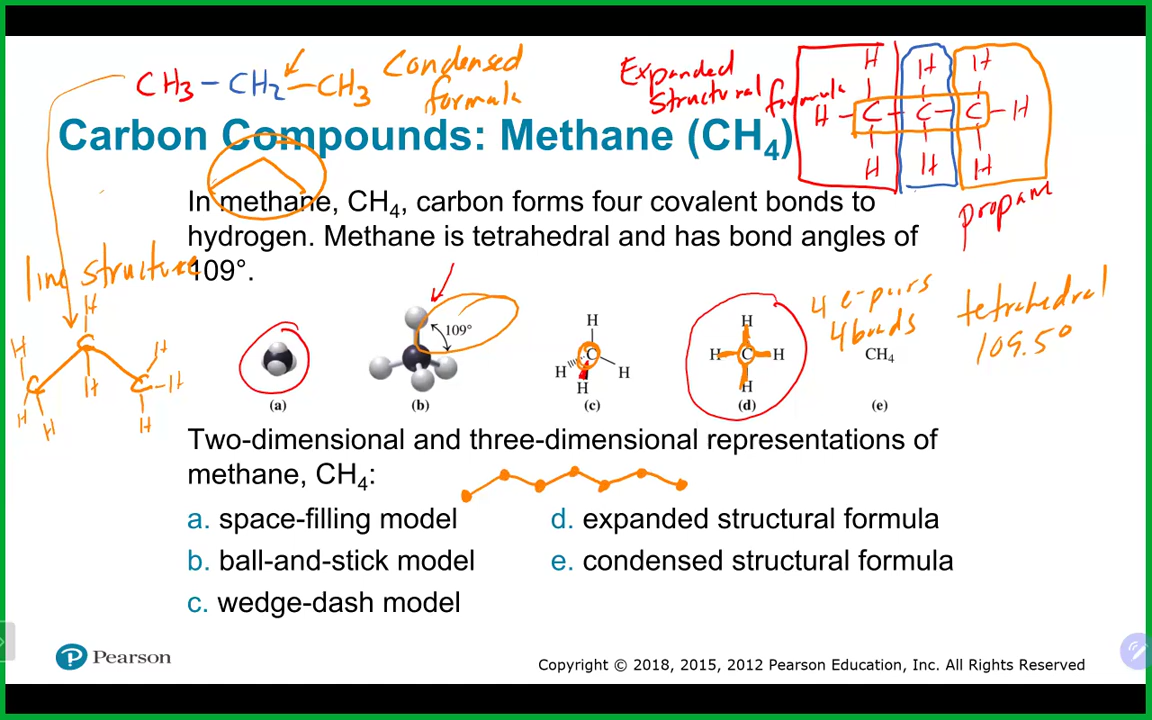 CH3 - CH2 - CH3
Condensed
formula
Expanded
Structural formula
H H H
H - C - C - C - H
H H H
propane
Carbon Compounds: Methane (CH4)
In methane, CH4, carbon forms four covalent bonds to
hydrogen. Methane is tetrahedral and has bond angles of
109°.
line structure
H
H C H
C H C - H
H H H
4 e- pairs
4 bonds
tetrahedral
109.5°
109°
H
C
H H
H
H
H C H
H
CH4
(a) (b) (c) (d) (e)
Two-dimensional and three-dimensional representations of
methane, CH4:
a. space-filling model
b. ball-and-stick model
c. wedge-dash model
d. expanded structural formula
e. condensed structural formula
P Pearson
Copyright © 2018, 2015, 2012 Pearson Education, Inc. All Rights Reserved